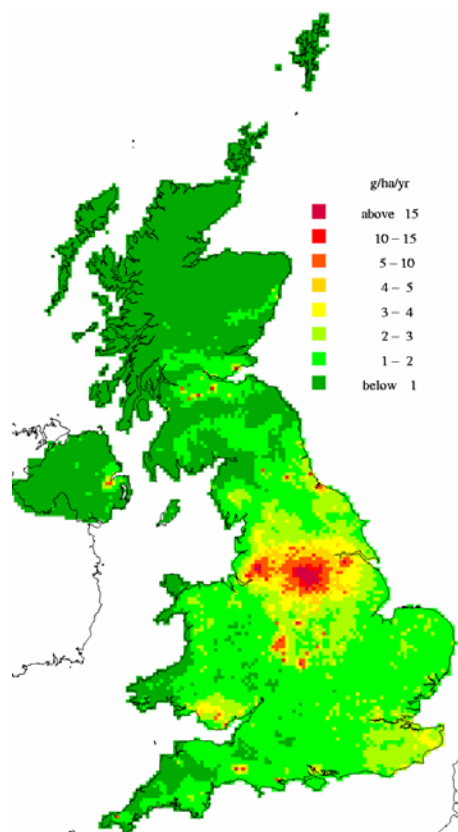 g/ha/yr
above 15
10 – 15
5 – 10
4 – 5
3 – 4
2 – 3
1 – 2
below 1